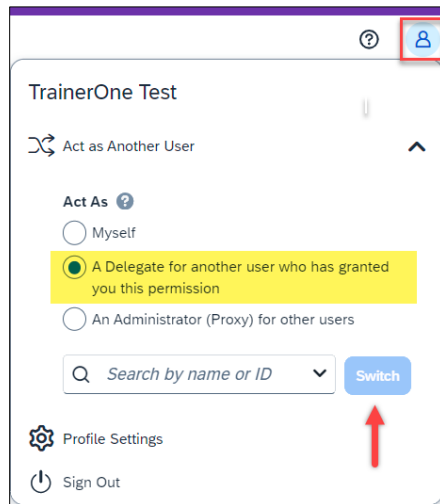 TrainerOne Test
Act as Another User
Act As
Myself
A Delegate for another user who has granted
you this permission
An Administrator (Proxy) for other users
Search by name or ID
Switch
Profile Settings
Sign Out